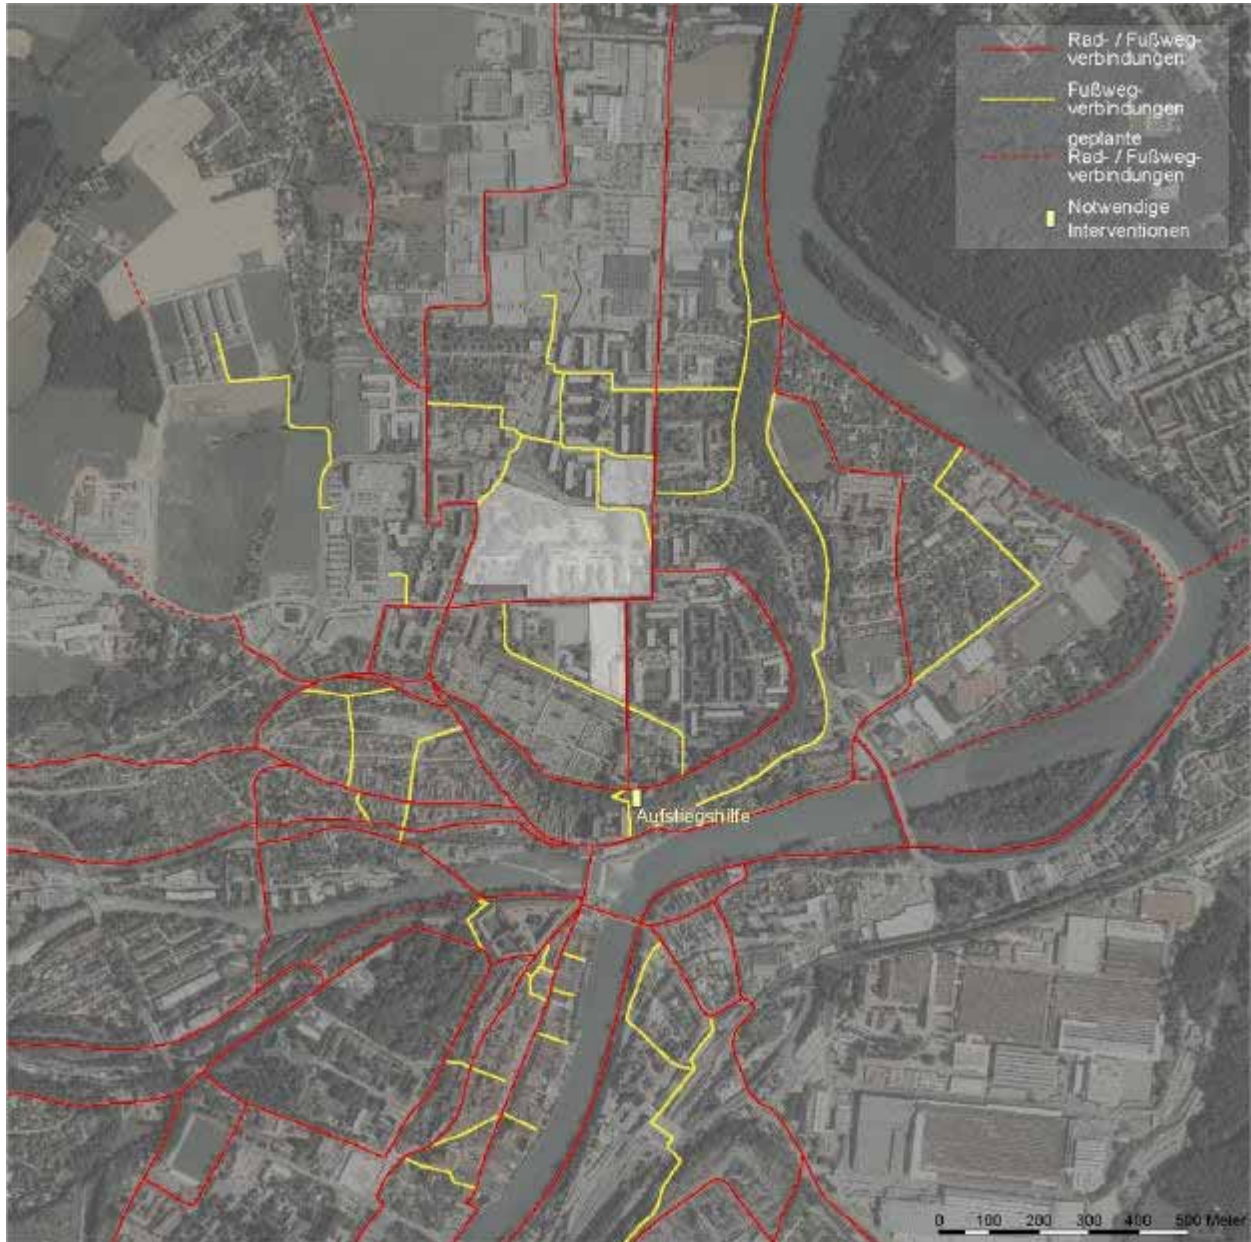 Rad- / Fußweg-
verbindungen
Fußweg-
verbindungen
geplante
Rad- / Fußweg-
verbindungen
Notwendige
Interventionen
Aufstiegshilfe
0 100 200 300 400 500 Meter